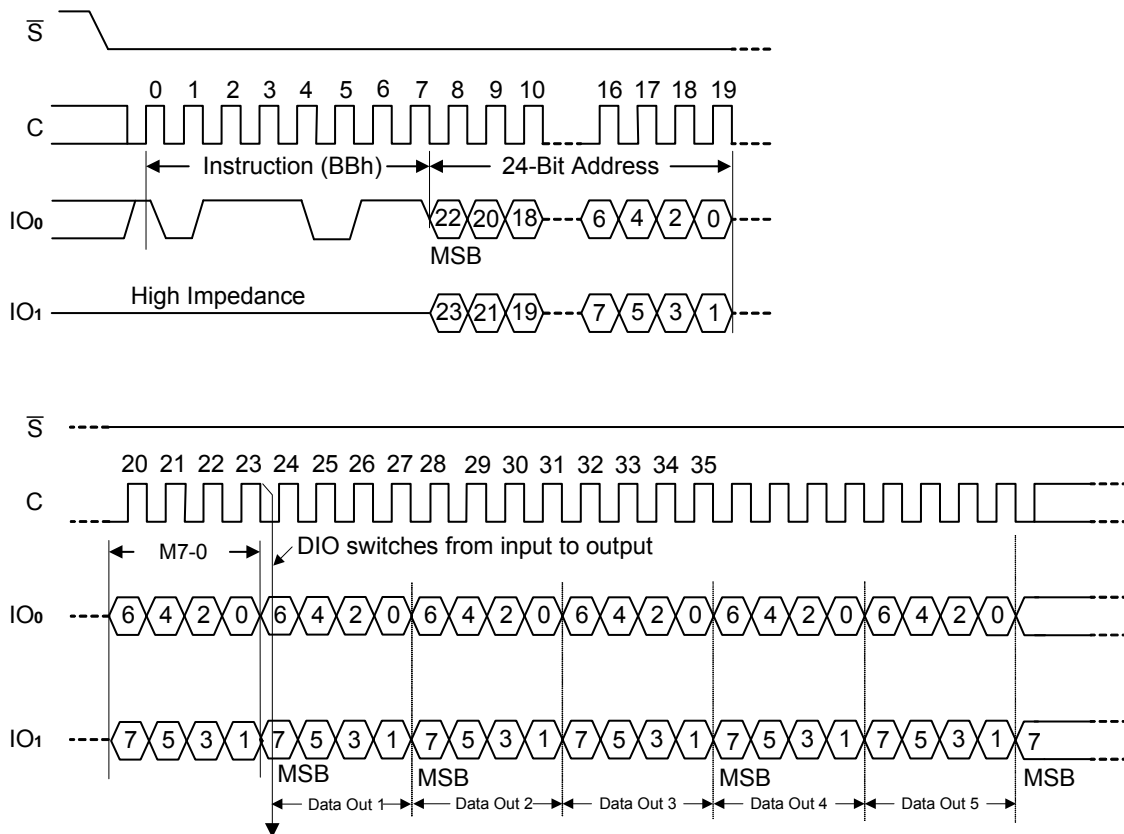 S
0 1 2 3 4 5 6 7 8 9 10 16 17 18 19
C
Instruction (BBh) 24-Bit Address
IO0 22 20 18 6 4 2 0
MSB
High Impedance
IO1 23 21 19 7 5 3 1
S
20 21 22 23 24 25 26 27 28 29 30 31 32 33 34 35
C
M7-0 DIO switches from input to output
IO0 6 4 2 0 6 4 2 0 6 4 2 0 6 4 2 0 6 4 2 0 6 4 2 0
IO1 7 5 3 1 7 5 3 1 7 5 3 1 7 5 3 1 7 5 3 1 7 5 3 1 7
MSB MSB MSB MSB
Data Out 1 Data Out 2 Data Out 3 Data Out 4 Data Out 5